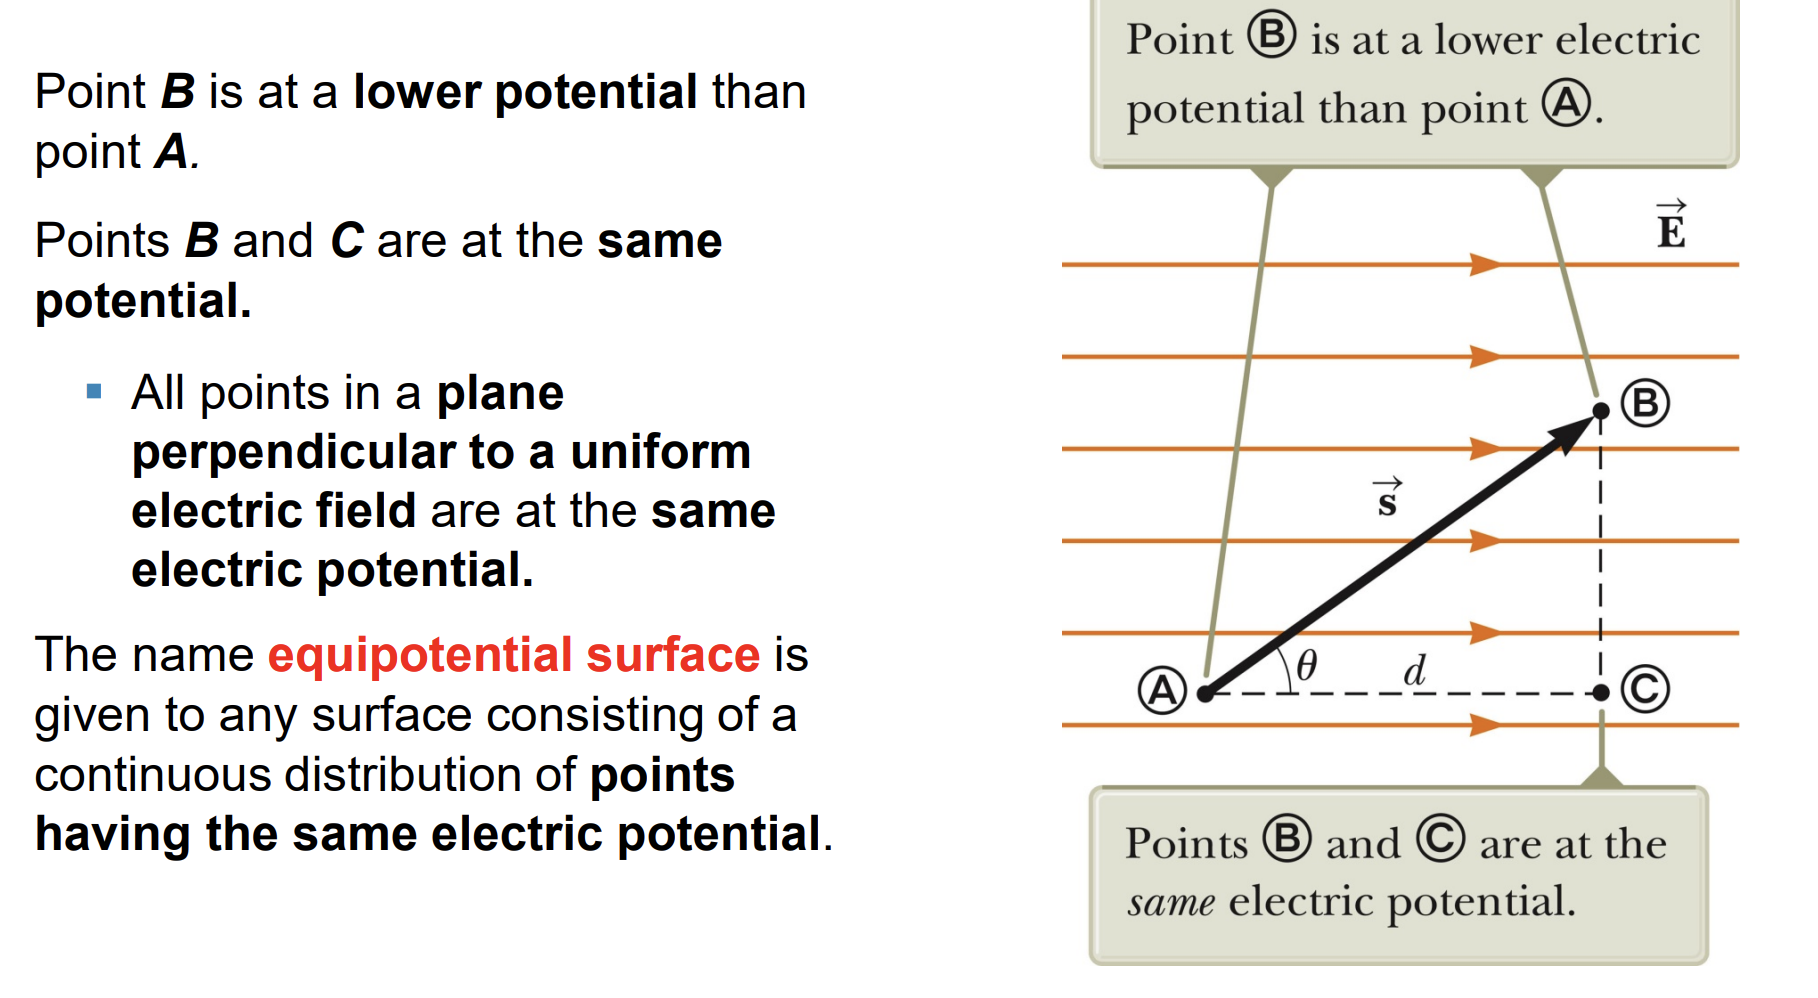 Point B is at a lower potential than
point A.
Points B and C are at the same
potential.
▪ All points in a plane
perpendicular to a uniform
electric field are at the same
electric potential.
The name equipotential surface is
given to any surface consisting of a
continuous distribution of points
having the same electric potential.
Point Ⓑ is at a lower electric
potential than point Ⓐ.
E⃗
Ⓑ
s⃗
Ⓐ θ d Ⓒ
Points Ⓑ and Ⓒ are at the
same electric potential.